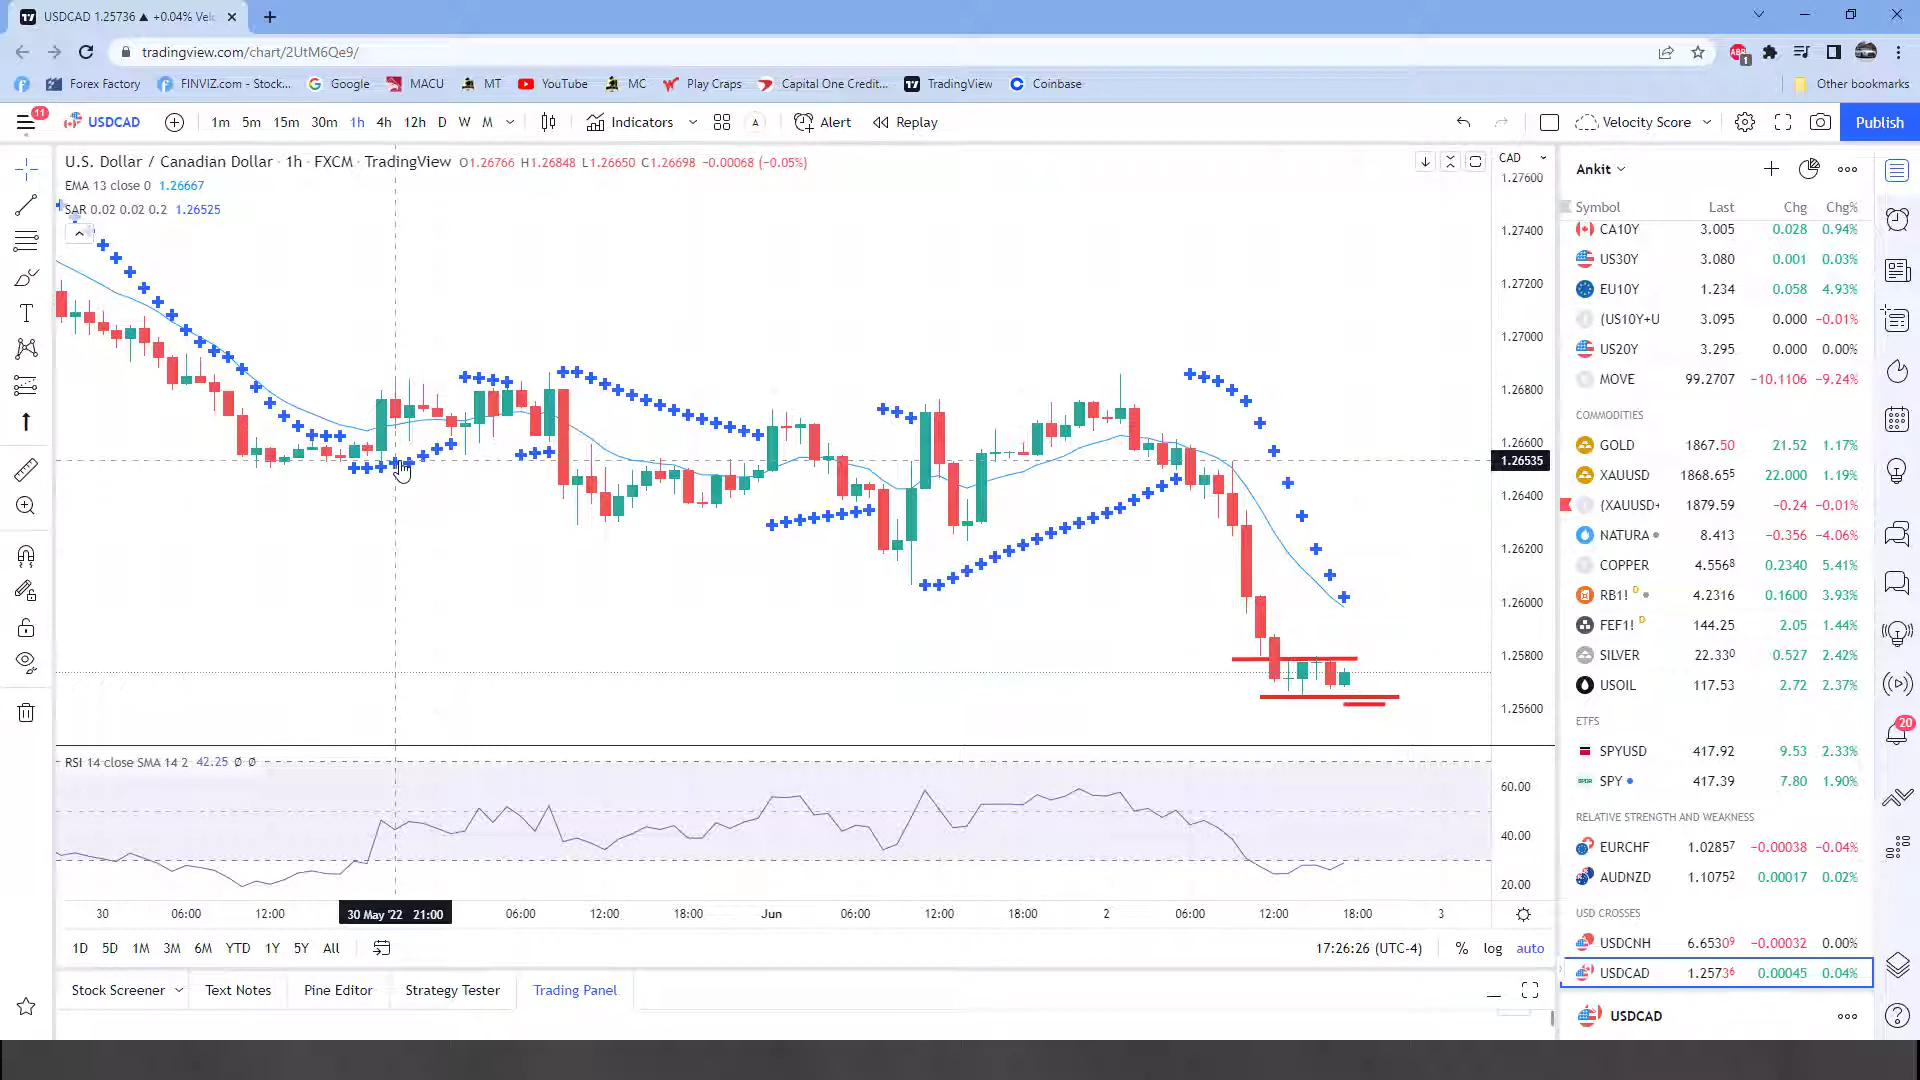 USDCAD 1.25736 ▲ +0.04% Vel
tradingview.com/chart/2UtM6Qe9/
Forex Factory FINVIZ.com - Stock... Google MACU MT YouTube MC Play Craps Capital One Credit... TradingView Coinbase Other bookmarks
11 USDCAD 1m 5m 15m 30m 1h 4h 12h D W M Indicators A Alert Replay Velocity Score Publish
U.S. Dollar / Canadian Dollar · 1h · FXCM · TradingView O1.26766 H1.26848 L1.26650 C1.26698 −0.00068 (−0.05%)
EMA 13 close 0 1.26667
SAR 0.02 0.02 0.2 1.26525
CAD
1.27600
1.27400
1.27200
1.27000
1.26800
1.26600
1.26535
1.26400
1.26200
1.26000
1.25800
1.25600
RSI 14 close SMA 14 2 42.25 Ø Ø
60.00
40.00
20.00
30 06:00 12:00 30 May '22 21:00 06:00 12:00 18:00 Jun 06:00 12:00 18:00 2 06:00 12:00 18:00 3
1D 5D 1M 3M 6M YTD 1Y 5Y All 17:26:26 (UTC-4) % log auto
Stock Screener Text Notes Pine Editor Strategy Tester Trading Panel
Ankit
Symbol Last Chg Chg%
CA10Y 3.005 0.028 0.94%
US30Y 3.080 0.001 0.03%
EU10Y 1.234 0.058 4.93%
(US10Y+U 3.095 0.000 −0.01%
US20Y 3.295 0.000 0.00%
MOVE 99.2707 −10.1106 −9.24%
COMMODITIES
GOLD 1867.50 21.52 1.17%
XAUUSD 1868.655 22.000 1.19%
(XAUUSD+ 1879.59 −0.24 −0.01%
NATURA 8.413 −0.356 −4.06%
COPPER 4.5568 0.2340 5.41%
RB1! D 4.2316 0.1600 3.93%
FEF1! D 144.25 2.05 1.44%
SILVER 22.330 0.527 2.42%
USOIL 117.53 2.72 2.37%
ETFS
SPYUSD 417.92 9.53 2.33%
SPY 417.39 7.80 1.90%
RELATIVE STRENGTH AND WEAKNESS
EURCHF 1.02857 −0.00038 −0.04%
AUDNZD 1.10752 0.00017 0.02%
USD CROSSES
USDCNH 6.65309 −0.00032 0.00%
USDCAD 1.25736 0.00045 0.04%
USDCAD
20